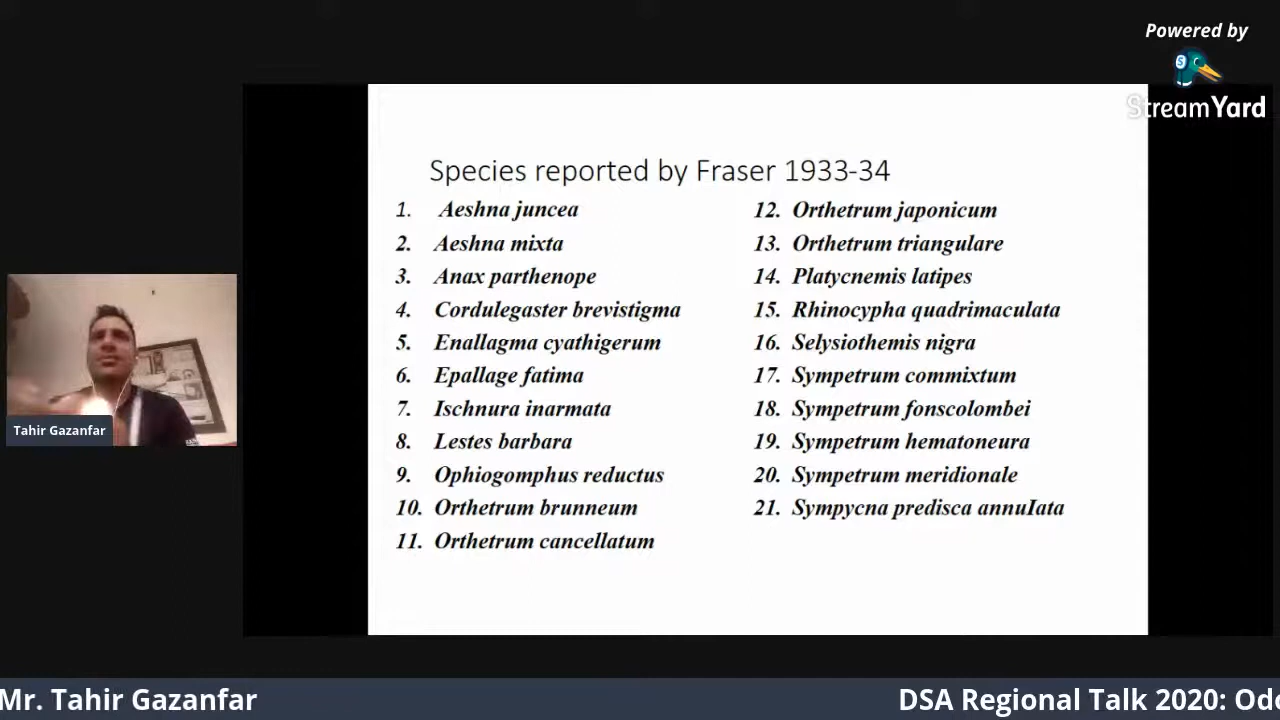 Powered by
StreamYard
Species reported by Fraser 1933-34
1. Aeshna juncea
2. Aeshna mixta
3. Anax parthenope
4. Cordulegaster brevistigma
5. Enallagma cyathigerum
6. Epallage fatima
7. Ischnura inarmata
8. Lestes barbara
9. Ophiogomphus reductus
10. Orthetrum brunneum
11. Orthetrum cancellatum
12. Orthetrum japonicum
13. Orthetrum triangulare
14. Platycnemis latipes
15. Rhinocypha quadrimaculata
16. Selysiothemis nigra
17. Sympetrum commixtum
18. Sympetrum fonscolombei
19. Sympetrum hematoneura
20. Sympetrum meridionale
21. Sympycna predisca annuIata
Tahir Gazanfar
Mr. Tahir Gazanfar DSA Regional Talk 2020: